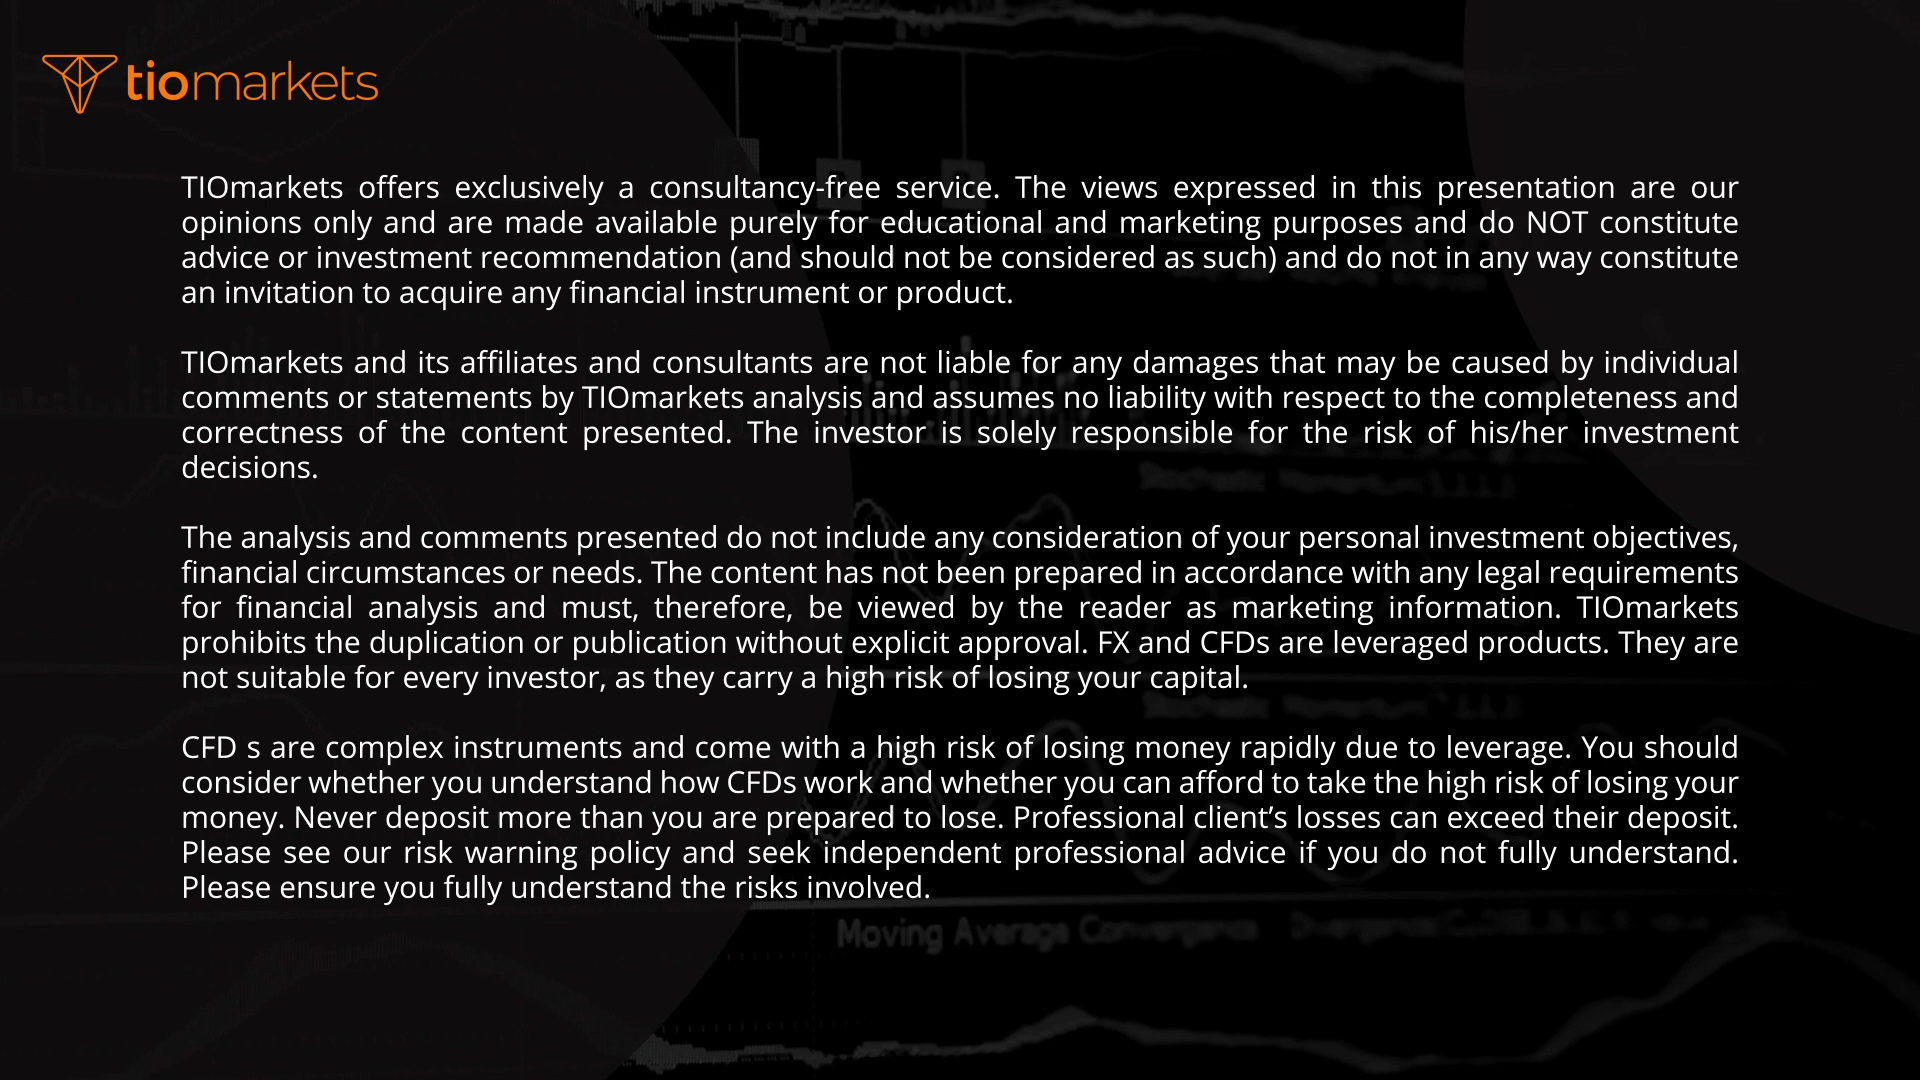 tiomarkets
TIOmarkets offers exclusively a consultancy-free service. The views expressed in this presentation are our
opinions only and are made available purely for educational and marketing purposes and do NOT constitute
advice or investment recommendation (and should not be considered as such) and do not in any way constitute
an invitation to acquire any financial instrument or product.
TIOmarkets and its affiliates and consultants are not liable for any damages that may be caused by individual
comments or statements by TIOmarkets analysis and assumes no liability with respect to the completeness and
correctness of the content presented. The investor is solely responsible for the risk of his/her investment
decisions.
The analysis and comments presented do not include any consideration of your personal investment objectives,
financial circumstances or needs. The content has not been prepared in accordance with any legal requirements
for financial analysis and must, therefore, be viewed by the reader as marketing information. TIOmarkets
prohibits the duplication or publication without explicit approval. FX and CFDs are leveraged products. They are
not suitable for every investor, as they carry a high risk of losing your capital.
CFD s are complex instruments and come with a high risk of losing money rapidly due to leverage. You should
consider whether you understand how CFDs work and whether you can afford to take the high risk of losing your
money. Never deposit more than you are prepared to lose. Professional client’s losses can exceed their deposit.
Please see our risk warning policy and seek independent professional advice if you do not fully understand.
Please ensure you fully understand the risks involved.
Moving Average Convergence